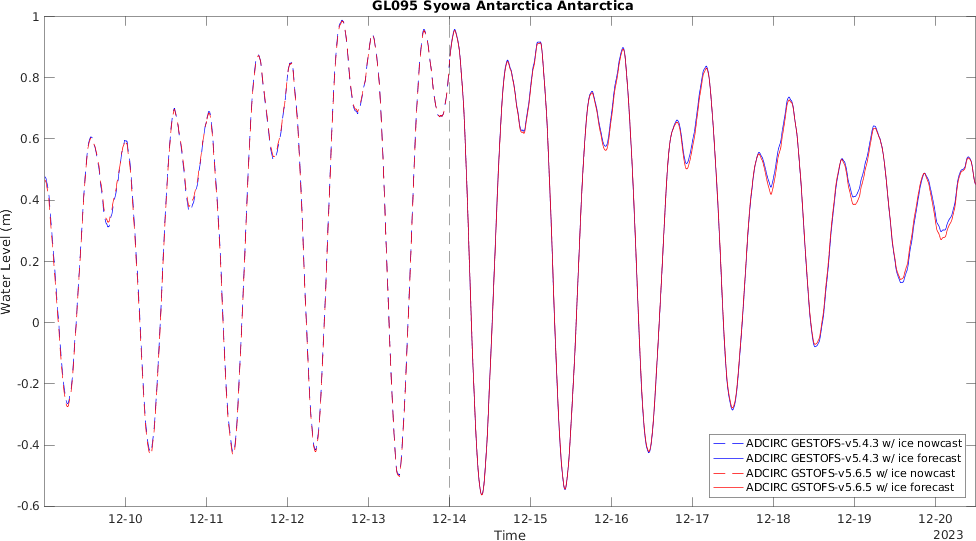 GL095 Syowa Antarctica Antarctica
1
0.8
0.6
0.4
0.2
0
-0.2
-0.4
-0.6
Water Level (m)
12-10 12-11 12-12 12-13 12-14 12-15 12-16 12-17 12-18 12-19 12-20
2023
Time
ADCIRC GESTOFS-v5.4.3 w/ ice nowcast
ADCIRC GESTOFS-v5.4.3 w/ ice forecast
ADCIRC GSTOFS-v5.6.5 w/ ice nowcast
ADCIRC GSTOFS-v5.6.5 w/ ice forecast